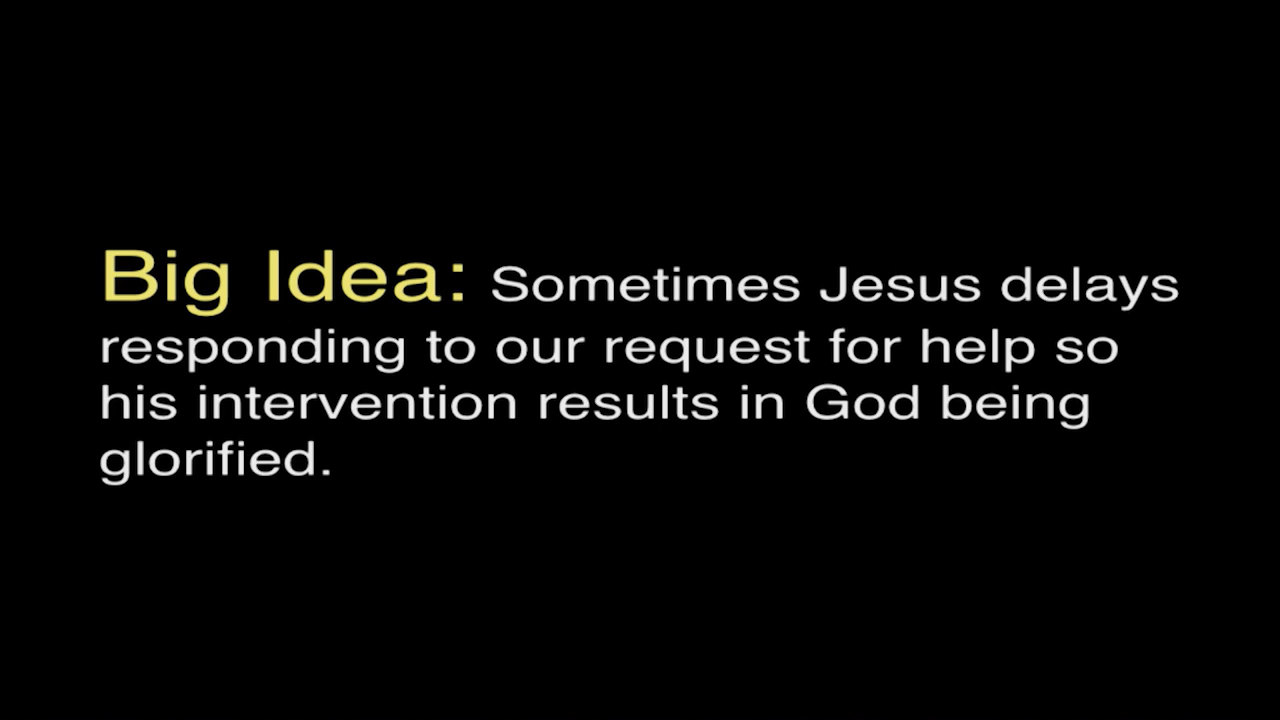 Big Idea: Sometimes Jesus delays
responding to our request for help so
his intervention results in God being
glorified.